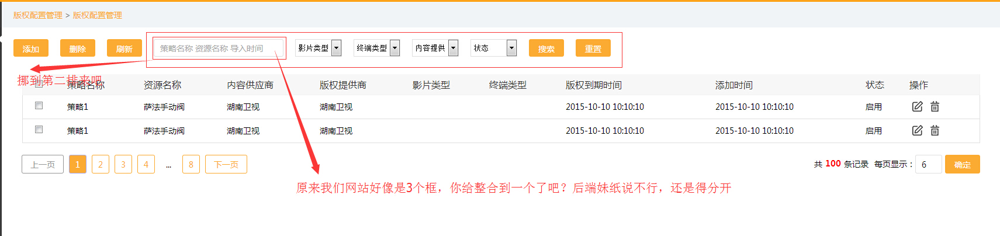 版权配置管理 > 版权配置管理
添加 删除 刷新 策略名称 资源名称 导入时间 影片类型 终端类型 内容提供 状态 搜索 重置
挪到第二排来吧
策略名称 资源名称 内容供应商 版权提供商 影片类型 终端类型 版权到期时间 添加时间 状态 操作
策略1 萨法手动阀 湖南卫视 湖南卫视 2015-10-10 10:10:10 2015-10-10 10:10:10 启用
策略1 萨法手动阀 湖南卫视 湖南卫视 2015-10-10 10:10:10 2015-10-10 10:10:10 启用
上一页 1 2 3 4 ... 8 下一页 共 100 条记录 每页显示： 6 确定
原来我们网站好像是3个框，你给整合到一个了吧？后端妹纸说不行，还是得分开